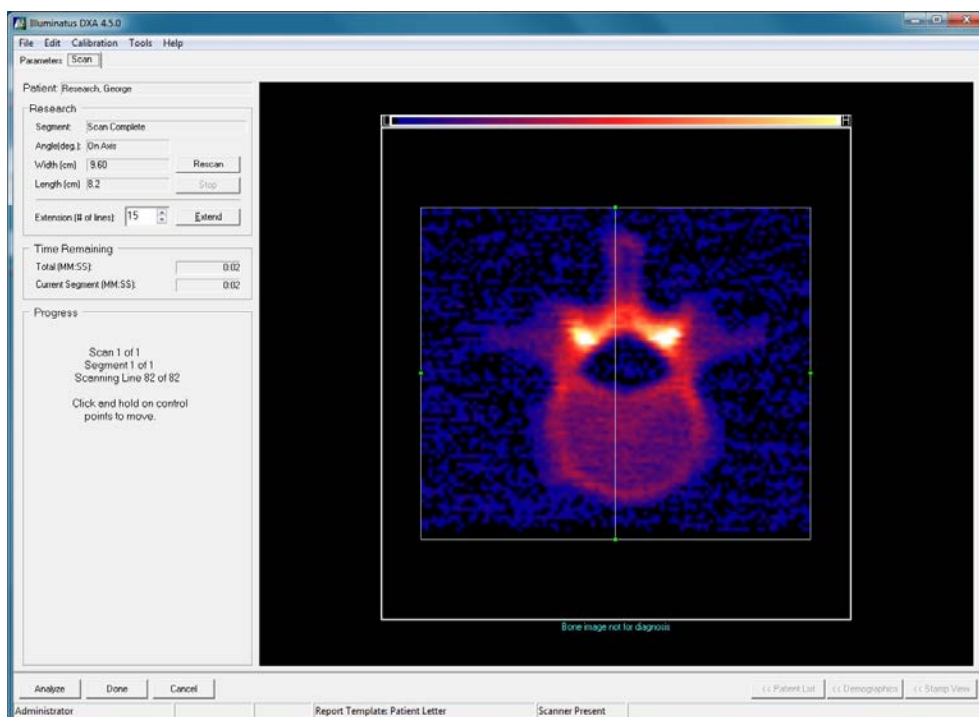 Illuminatus DXA 4.5.0
File Edit Calibration Tools Help
Parameters Scan
Patient: Research, George
Research
Segment: Scan Complete
Angle(deg.): On Axis
Width (cm) 9.60 Rescan
Length (cm) 8.2 Stop
Extension (# of lines): 15 Extend
Time Remaining
Total (MM:SS): 0:02
Current Segment (MM:SS): 0:02
Progress
Scan 1 of 1
Segment 1 of 1
Scanning Line 82 of 82
Click and hold on control
points to move.
L H
Bone image not for diagnosis
Analyze Done Cancel << Patient List << Demographics << Stamp View
Administrator Report Template: Patient Letter Scanner Present